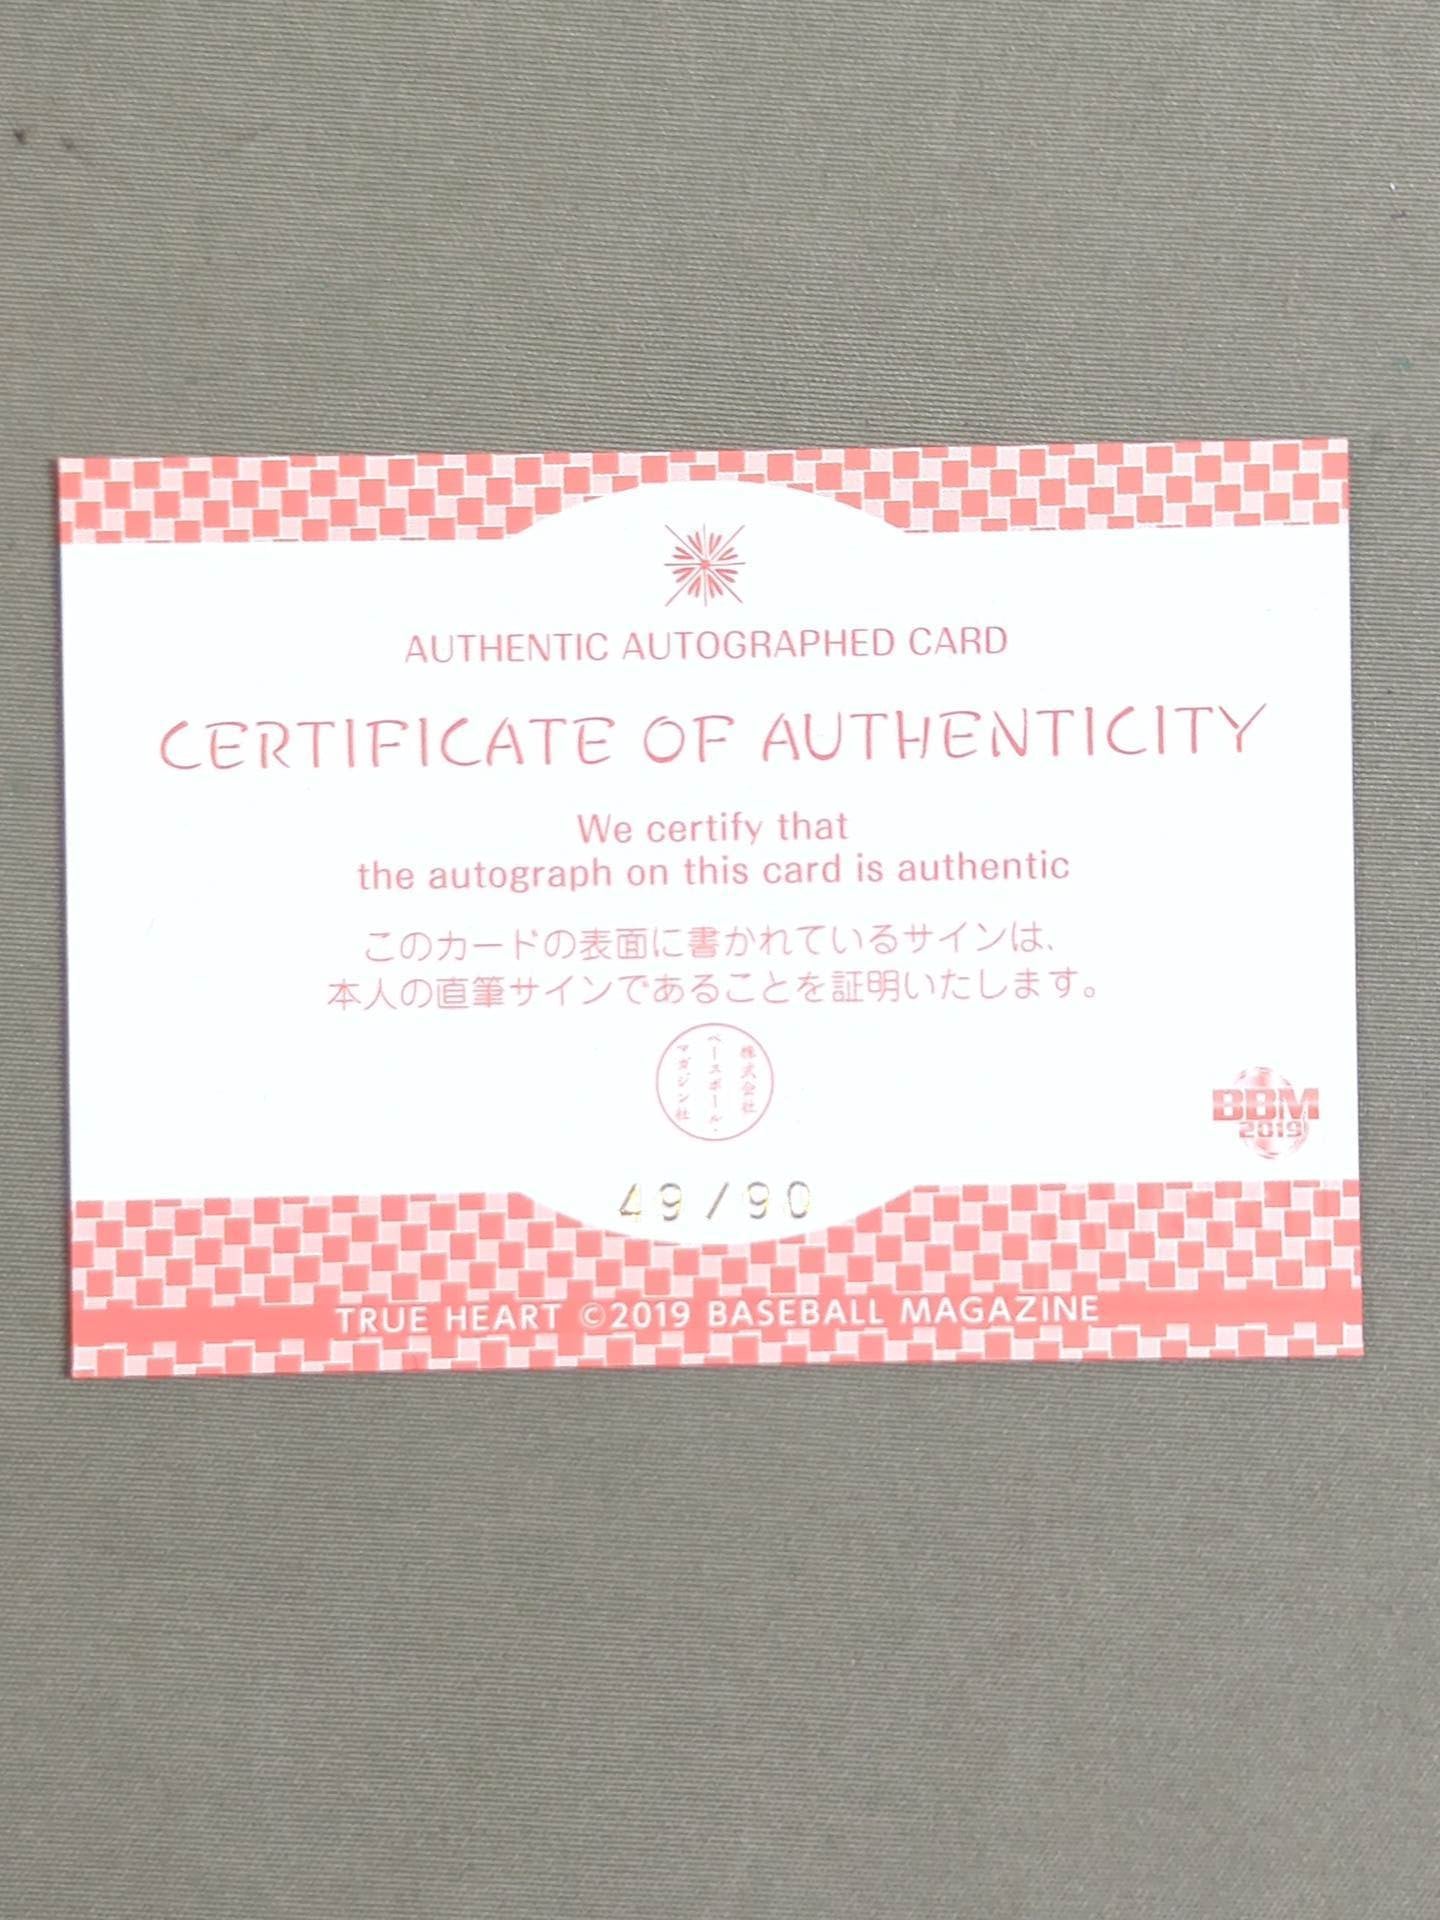 AUTHENTIC AUTOGRAPHED CARD
CERTIFICATE OF AUTHENTICITY
We certify that
the autograph on this card is authentic
このカードの表面に書かれているサインは、
本人の直筆サインであることを証明いたします。
株式会社
ベースボール・
マガジン社
BBM
2019
49/90
TRUE HEART ©2019 BASEBALL MAGAZINE